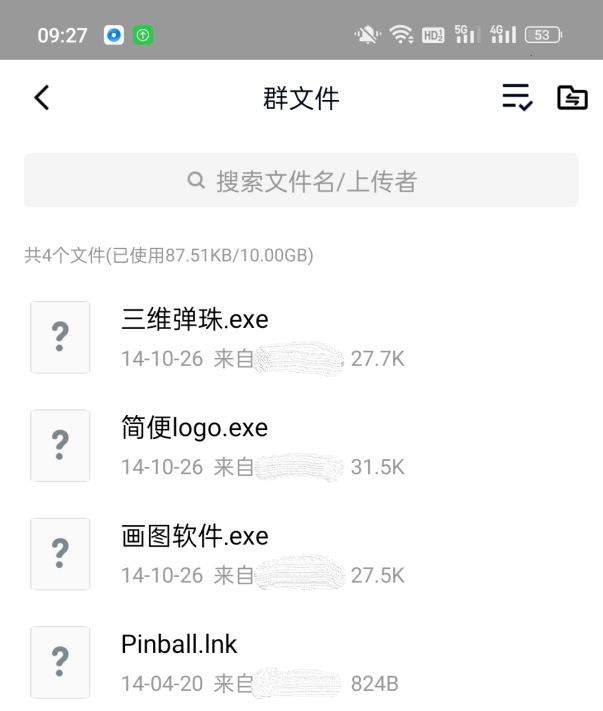 09:27 HD 1 2 5G 4G 53
群文件
搜索文件名/上传者
共4个文件(已使用87.51KB/10.00GB)
三维弹珠.exe
14-10-26 来自 27.7K
简便logo.exe
14-10-26 来自 31.5K
画图软件.exe
14-10-26 来自 27.5K
Pinball.lnk
14-04-20 来自 824B